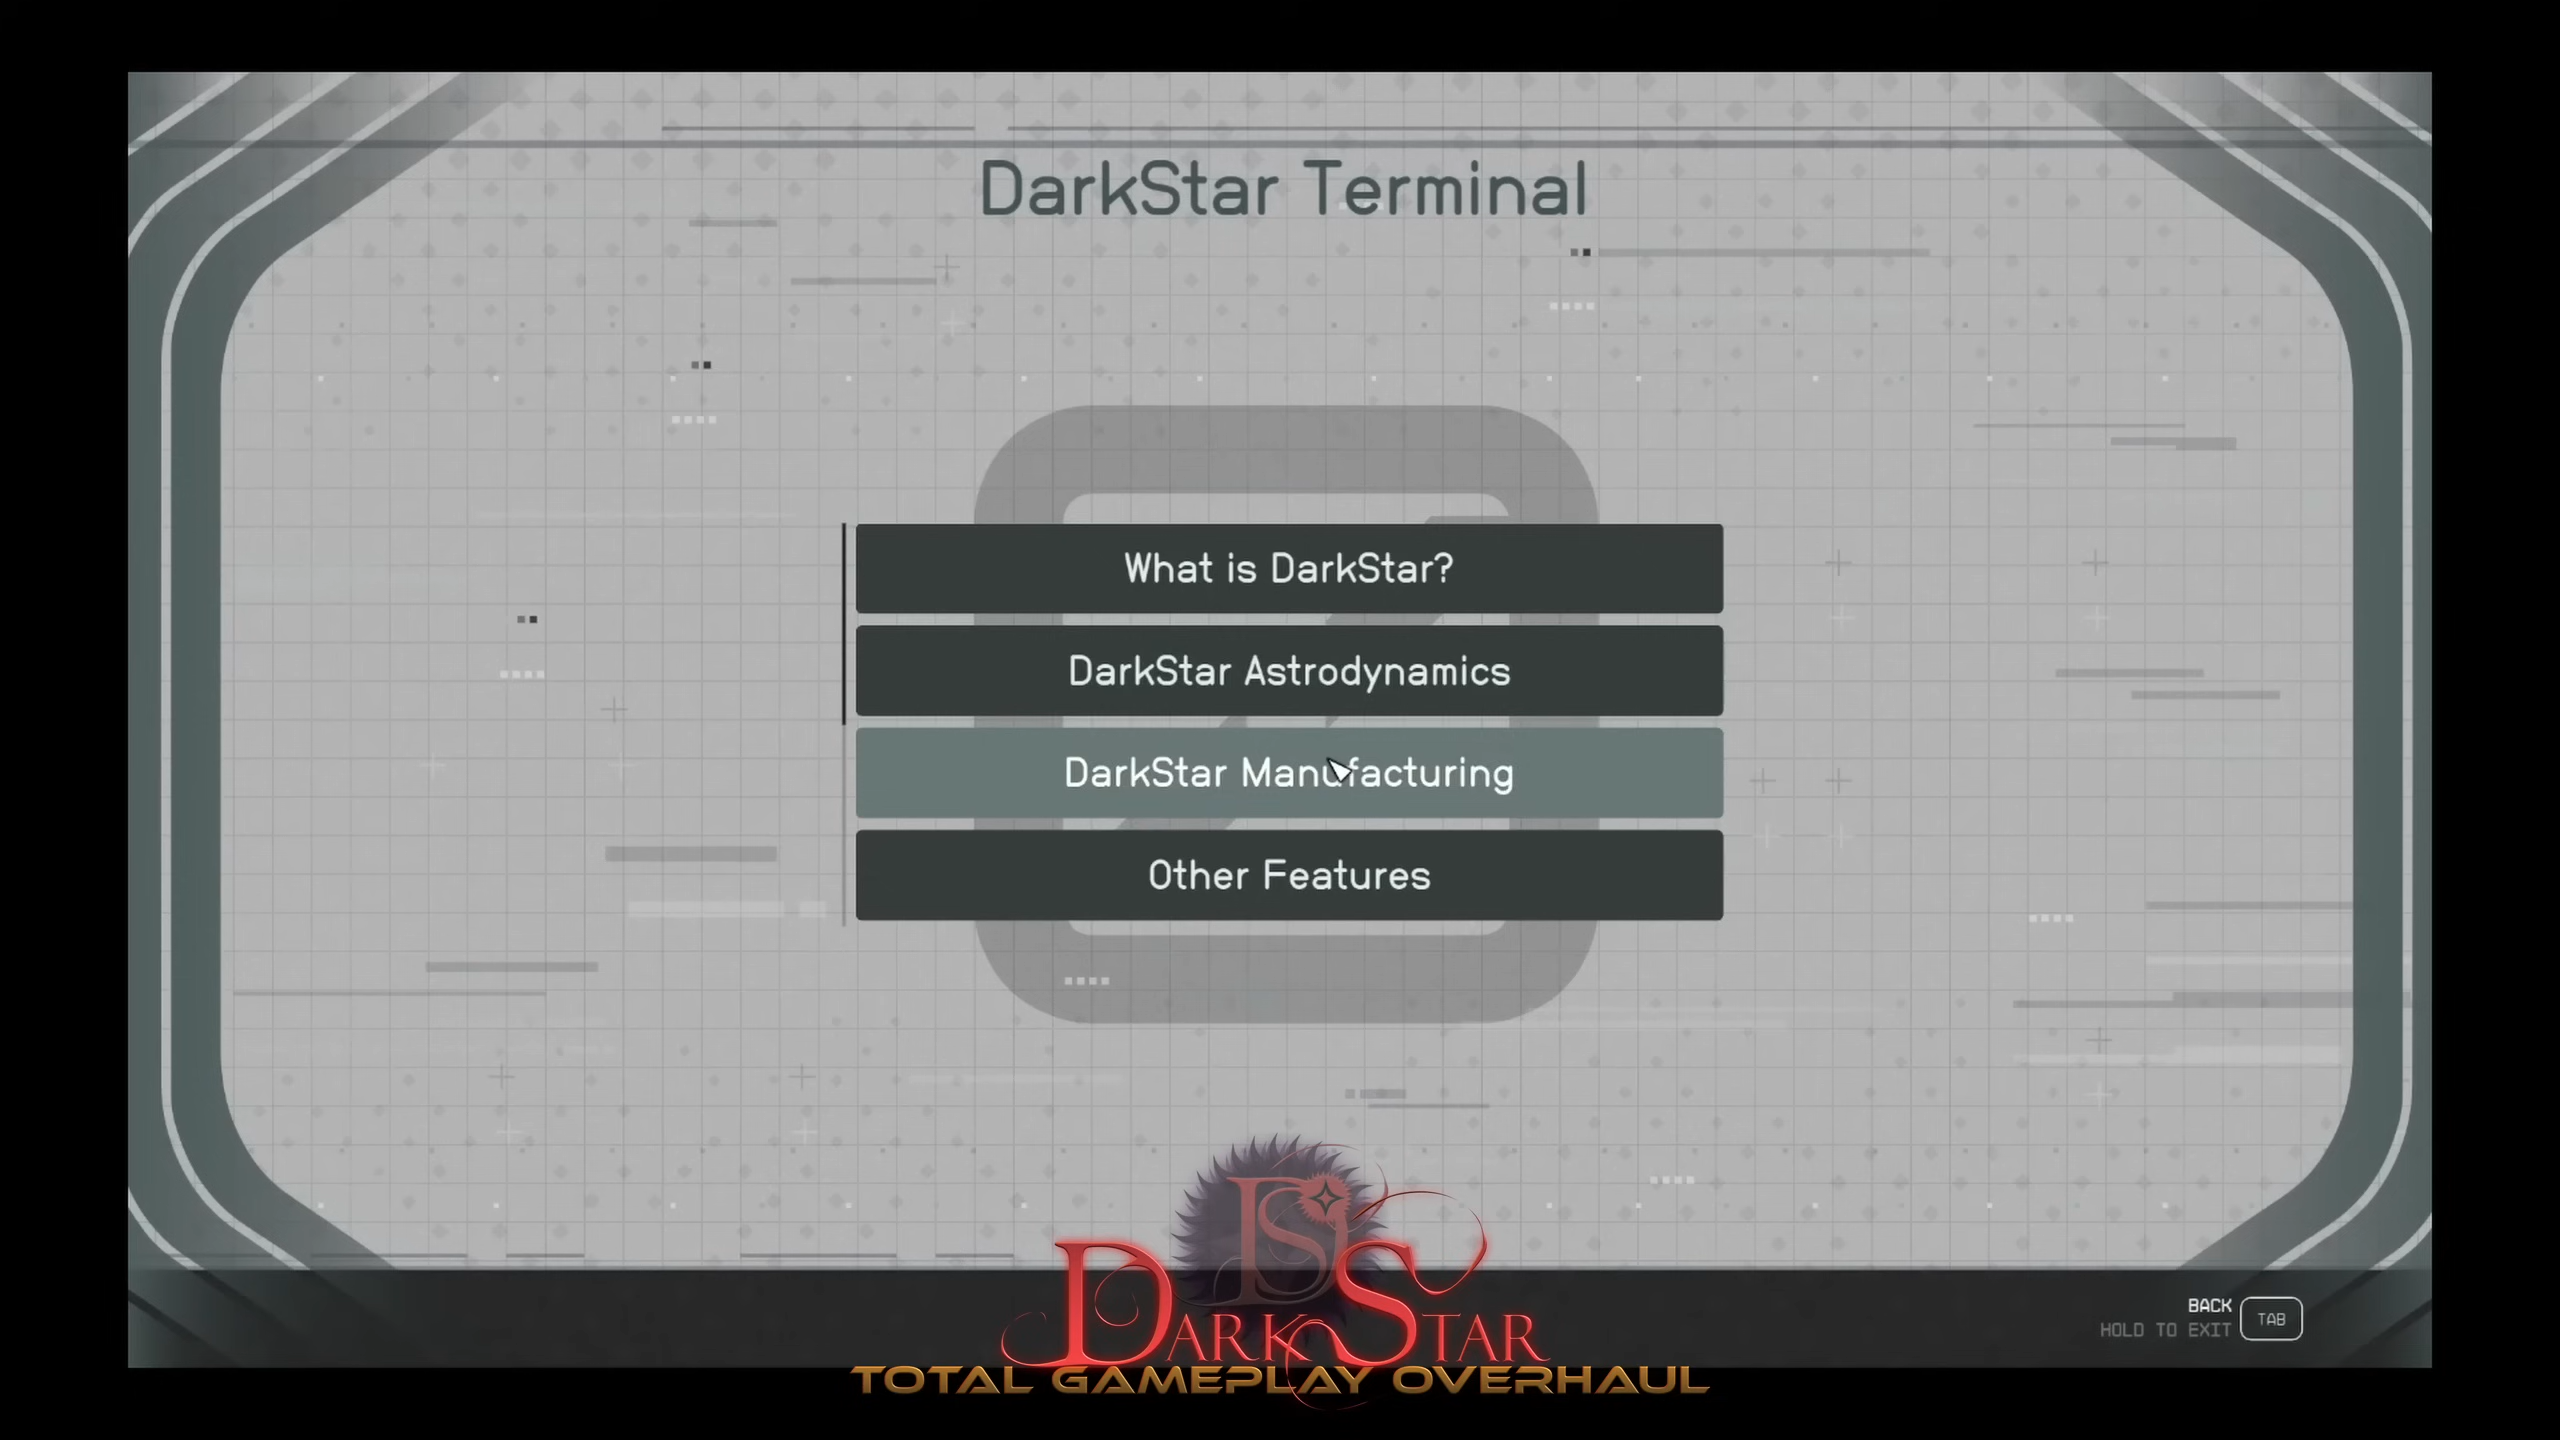 DarkStar Terminal
What is DarkStar?
DarkStar Astrodynamics
DarkStar Manufacturing
Other Features
BACK
HOLD TO EXIT
TAB
DS
DARKSTAR
TOTAL GAMEPLAY OVERHAUL